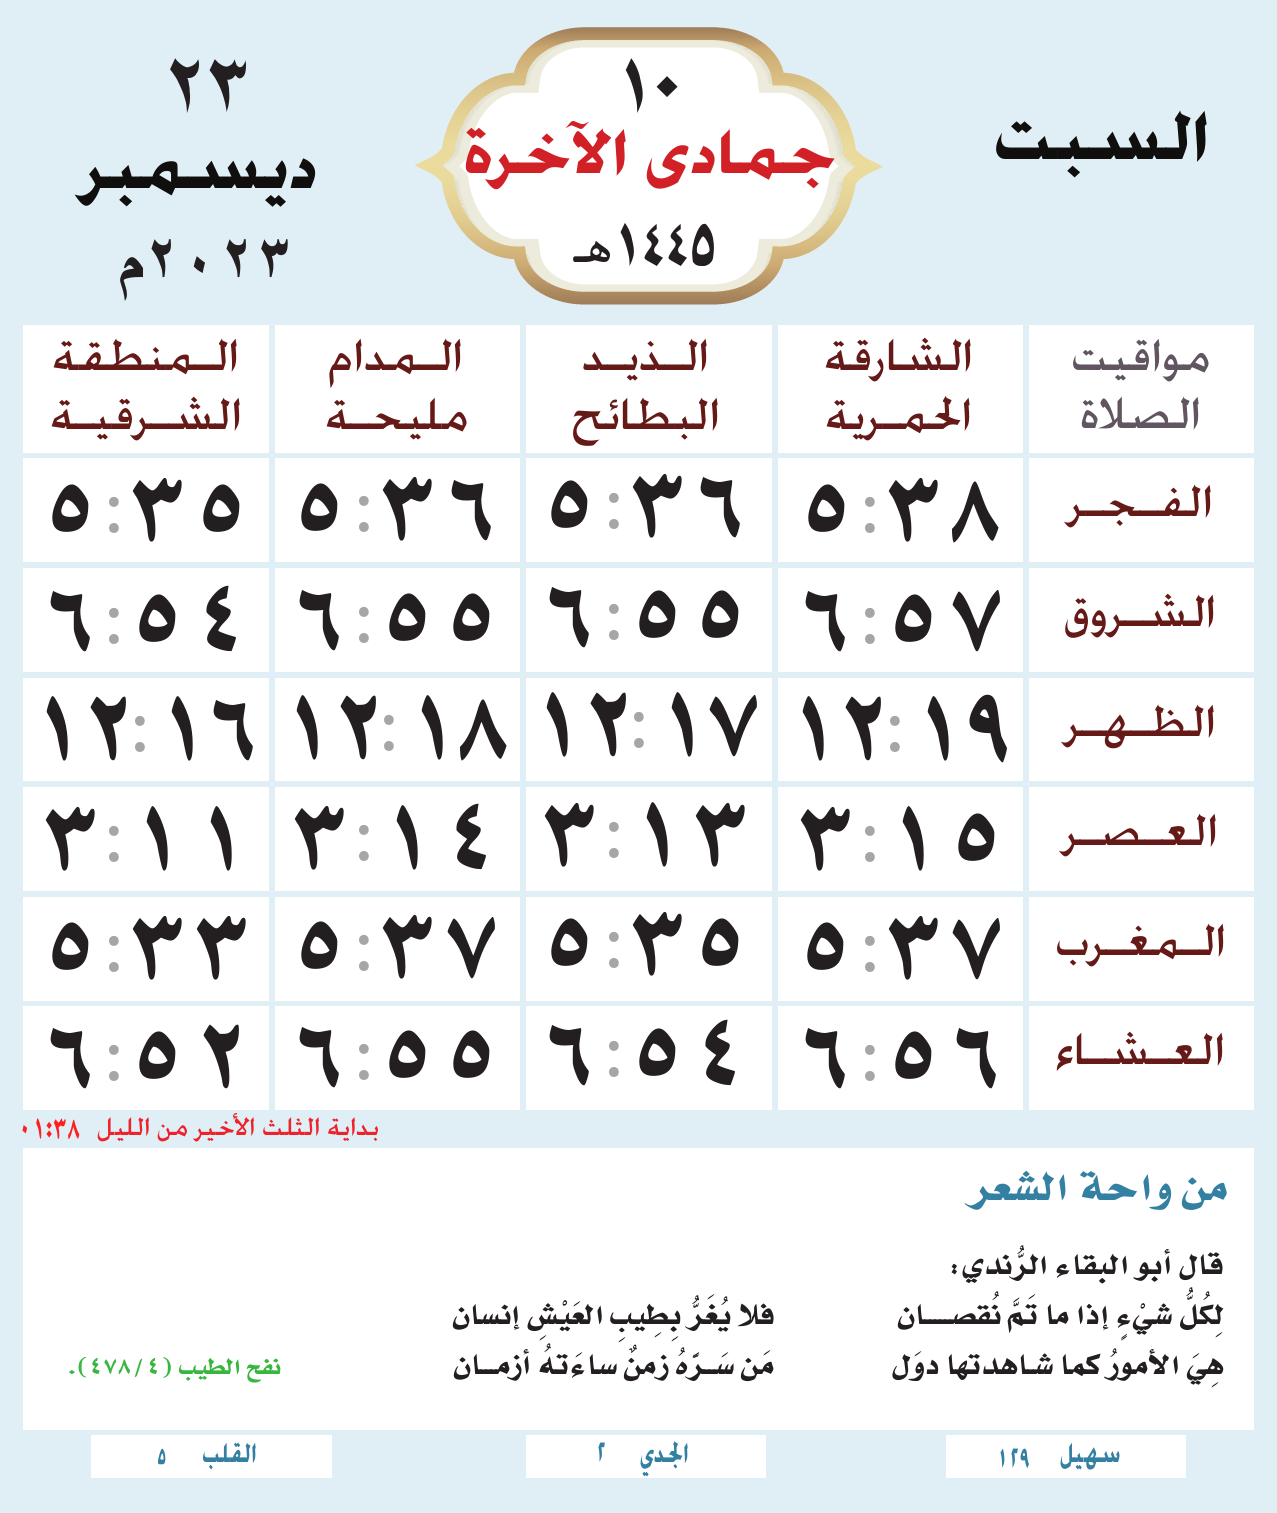 السبت
١٠
جمادى الآخرة
١٤٤٥هـ
٢٣
ديسمبر
٢٠٢٣م
مواقيت الصلاة
الشارقة الحمرية
الذيد البطائح
المدام مليحة
المنطقة الشرقية
الفجر ٥:٣٨ ٥:٣٦ ٥:٣٦ ٥:٣٥
الشروق ٦:٥٧ ٦:٥٥ ٦:٥٥ ٦:٥٤
الظهر ١٢:١٩ ١٢:١٧ ١٢:١٨ ١٢:١٦
العصر ٣:١٥ ٣:١٣ ٣:١٤ ٣:١١
المغرب ٥:٣٧ ٥:٣٥ ٥:٣٧ ٥:٣٣
العشاء ٦:٥٦ ٦:٥٤ ٦:٥٥ ٦:٥٢
بداية الثلث الأخير من الليل ٠١:٣٨
من واحة الشعر
قال أبو البقاء الرُّندي:
لِكُلُّ شيْءٍ إذا ما تَمَّ نُقصــان فلا يُغَرُّ بِطِيبِ العَيْشِ إنسان
هِيَ الأمورُ كما شاهدتها دوَل مَن سَــرّهُ زمنٌ ساءَتهُ أزمــان نفح الطيب (٤/ ٤٧٨).
سهيل ١٢٩ الجدي ٢ القلب ٥